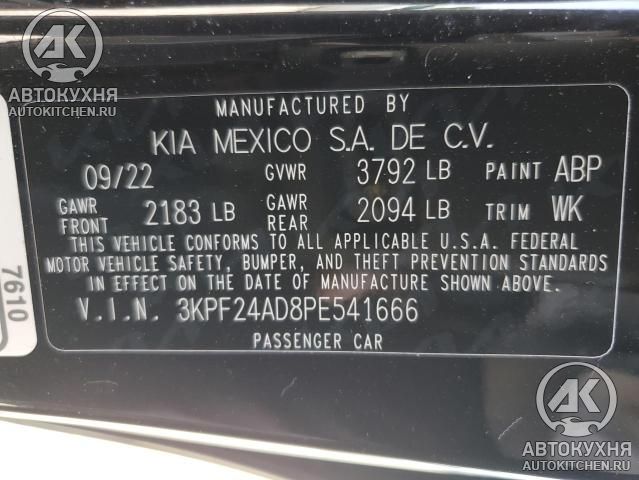 АК
АВТОКУХНЯ
AUTOKITCHEN.RU
MANUFACTURED BY
KIA MEXICO S.A. DE C.V.
09/22 GVWR 3792 LB PAINT ABP
GAWR FRONT 2183 LB GAWR REAR 2094 LB TRIM WK
THIS VEHICLE CONFORMS TO ALL APPLICABLE U.S.A. FEDERAL
MOTOR VEHICLE SAFETY, BUMPER, AND THEFT PREVENTION STANDARDS
IN EFFECT ON THE DATE OF MANUFACTURE SHOWN ABOVE.
V.I.N. 3KPF24AD8PE541666
PASSENGER CAR
7610
АК
АВТОКУХНЯ
AUTOKITCHEN.RU